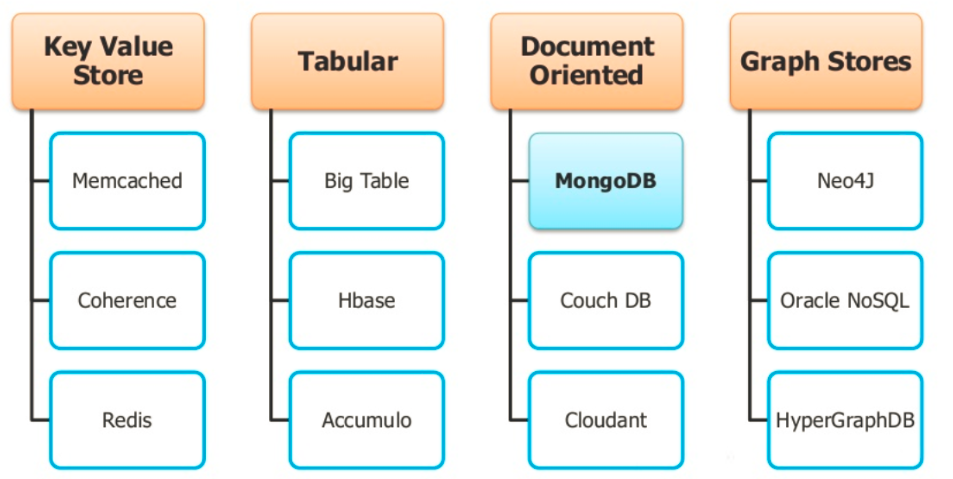 Key Value
Store
Memcached
Coherence
Redis
Tabular
Big Table
Hbase
Accumulo
Document
Oriented
MongoDB
Couch DB
Cloudant
Graph Stores
Neo4J
Oracle NoSQL
HyperGraphDB